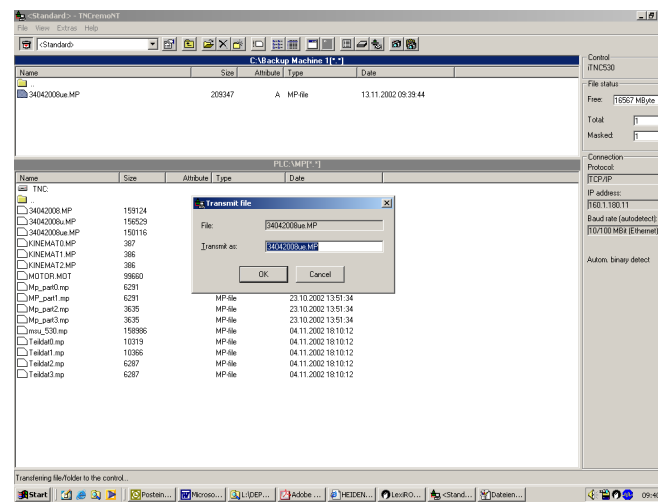 <Standard> - TNCremoNT
File View Extras Help
<Standard>
C:\Backup Machine 1[*.*]
Name Size Attribute Type Date
..
34042008ue.MP 209347 A MP-file 13.11.2002 09:39:44
PLC:\MP[*.*]
Name Size Attribute Type Date
TNC:
..
34042008.MP 159124
34042008u.MP 156529
34042008ue.MP 150116
KINEMAT0.MP 387
KINEMAT1.MP 386
KINEMAT2.MP 386
MOTOR.MOT 99660
Mp_part0.mp 6291
MP_part1.mp 6291 MP-file 23.10.2002 13:51:34
Mp_part2.mp 3635 MP-file 23.10.2002 13:51:34
Mp_part3.mp 3635 MP-file 23.10.2002 13:51:34
msu_530.mp 158986 MP-file 04.11.2002 18:10:12
Teildat0.mp 10319 MP-file 04.11.2002 18:10:12
Teildat1.mp 10366 MP-file 04.11.2002 18:10:12
Teildat2.mp 6287 MP-file 04.11.2002 18:10:12
Teildat3.mp 6287 MP-file 04.11.2002 18:10:12
Transmit file
File: 34042008ue.MP
Transmit as: 34042008ue.MP
OK Cancel
Control
iTNC530
File status
Free: 16567 MByte
Total: 1
Masked: 1
Connection
Protocol:
TCP/IP
IP address:
160.1.180.11
Baud rate (autodetect):
10/100 MBit (Ethernet)
Autom. binary detect
Transferring file/folder to the control...
Start Postein... Microso... L:\DEP... Adobe ... HEIDEN... LexiRO... <Stand... Dateien...